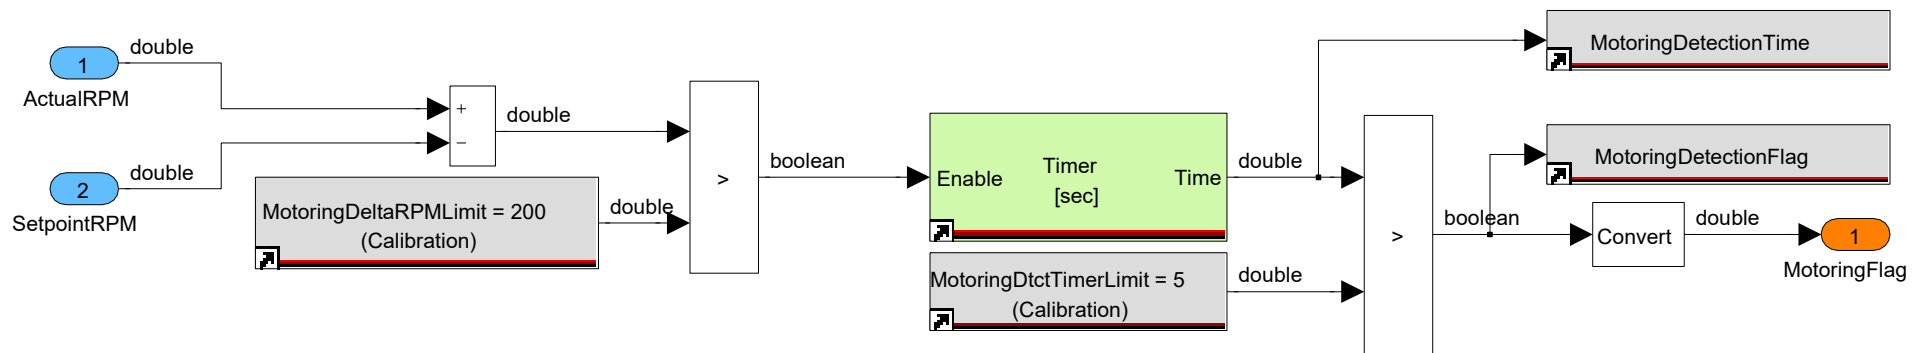 double
1
ActualRPM
double
2
SetpointRPM
+
−
double
MotoringDeltaRPMLimit = 200
(Calibration)
double
>
boolean
Enable
Timer
[sec]
Time
double
MotoringDtctTimerLimit = 5
(Calibration)
double
>
boolean
MotoringDetectionTime
MotoringDetectionFlag
Convert
double
1
MotoringFlag